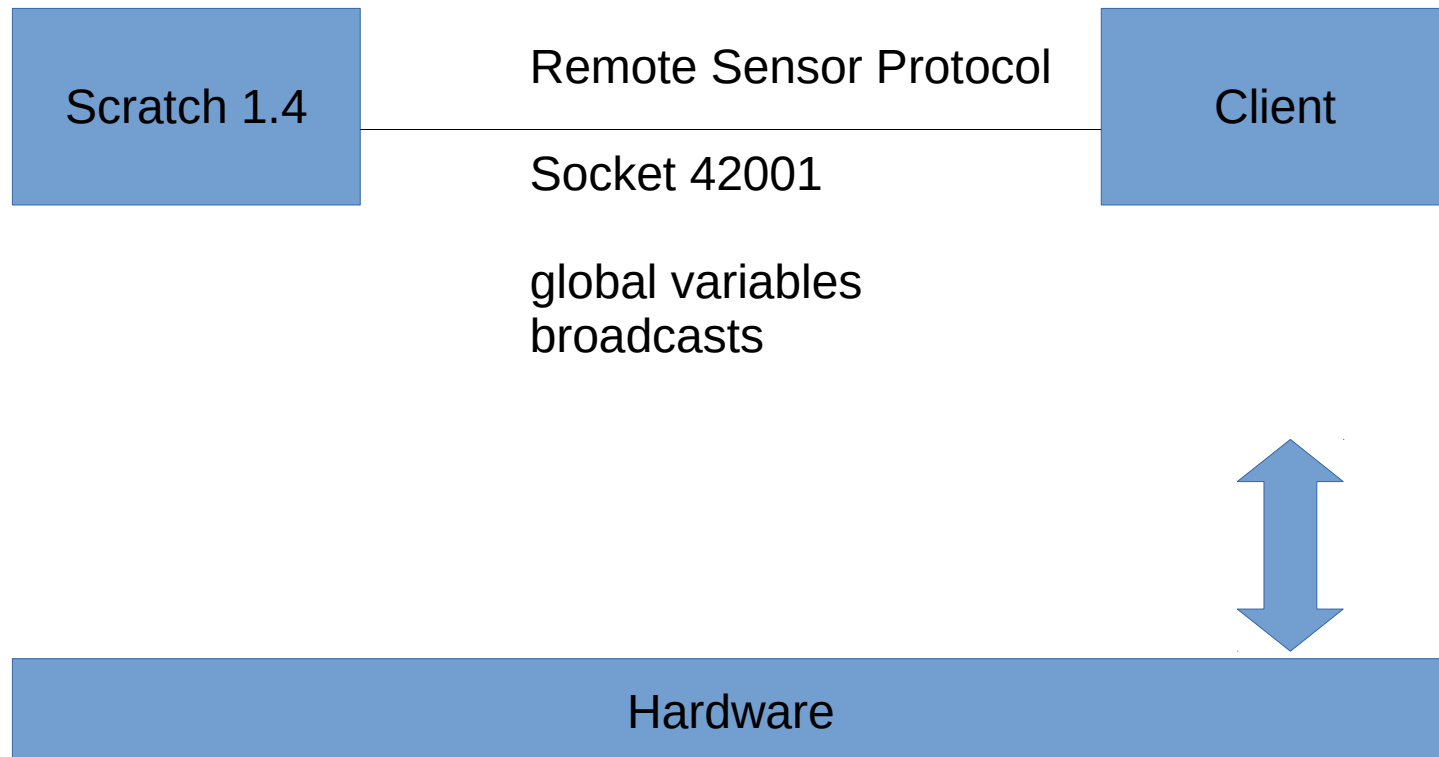 Remote Sensor Protocol
Scratch 1.4
Client
Socket 42001
global variables
broadcasts
Hardware